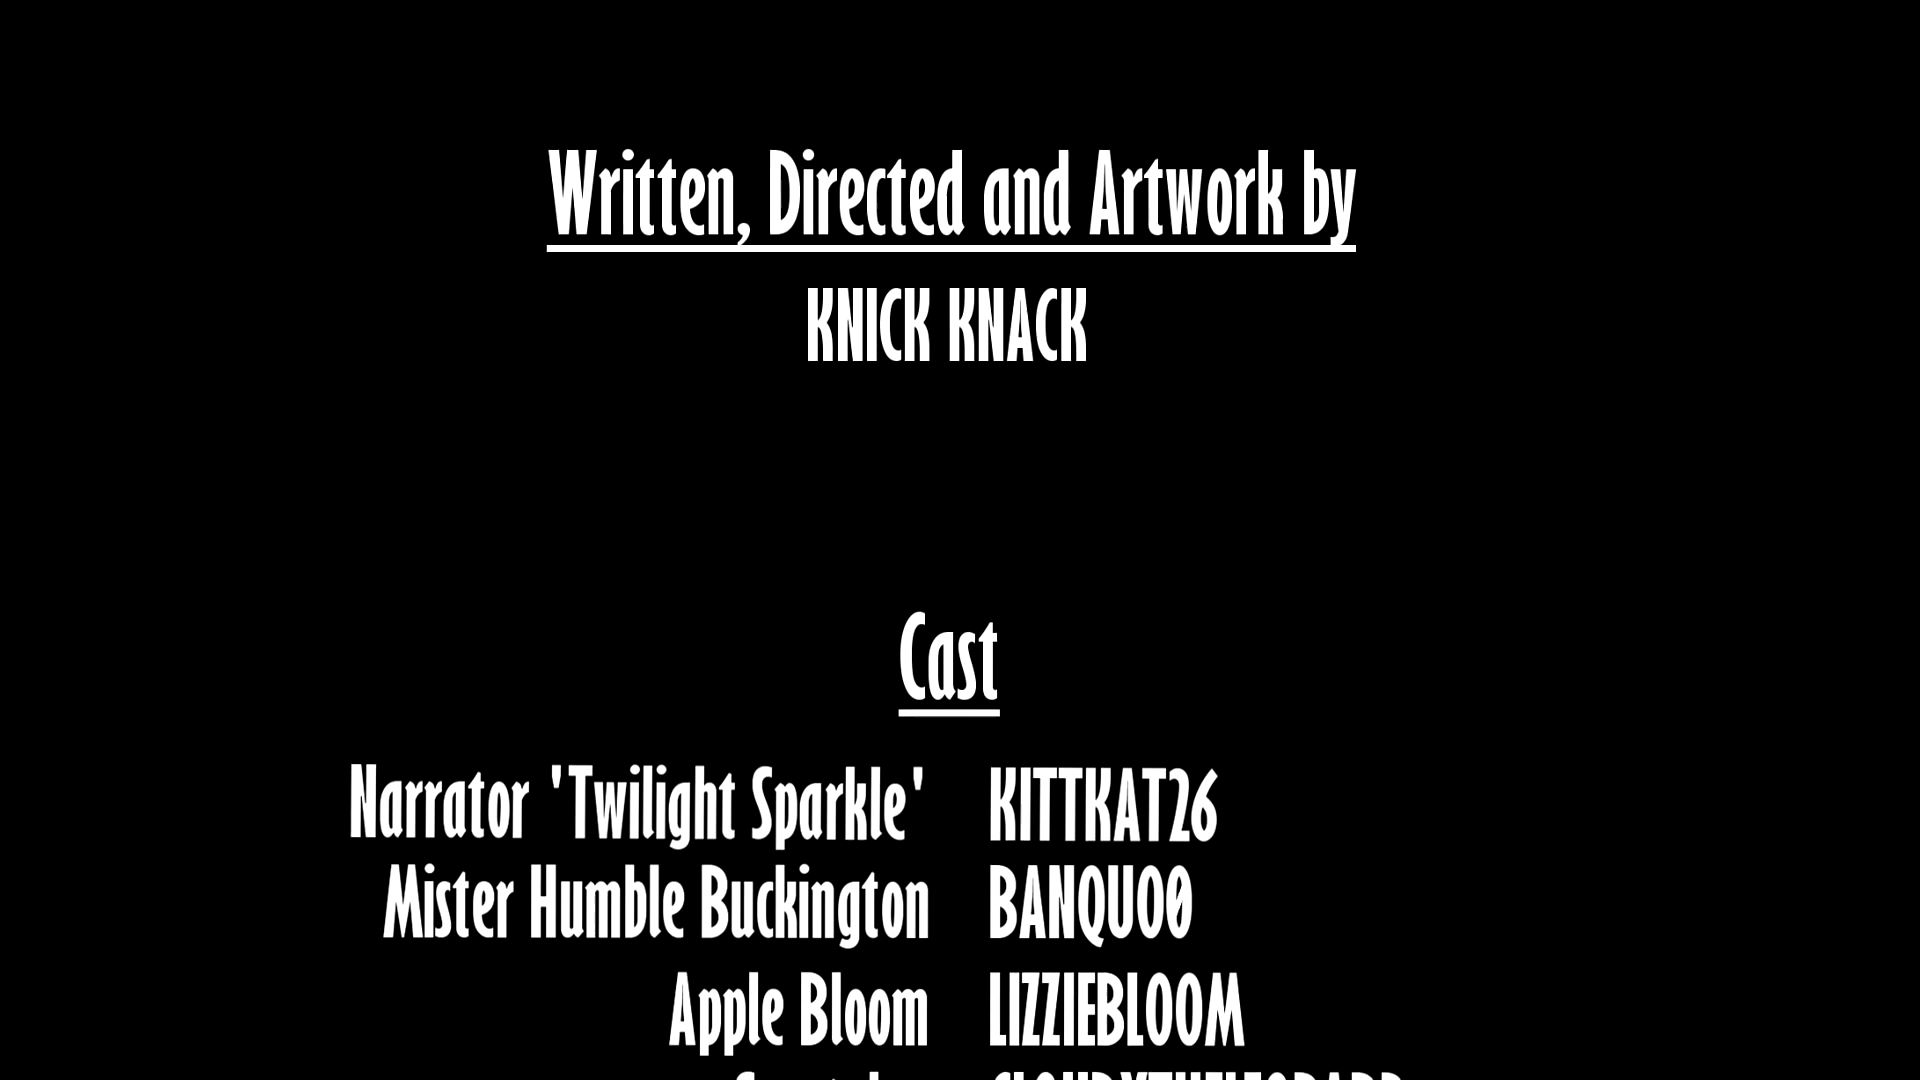 Written, Directed and Artwork by
KNICK KNACK
Cast
Narrator 'Twilight Sparkle' KITTKAT26
Mister Humble Buckington BANQUO0
Apple Bloom LIZZIEBLOOM